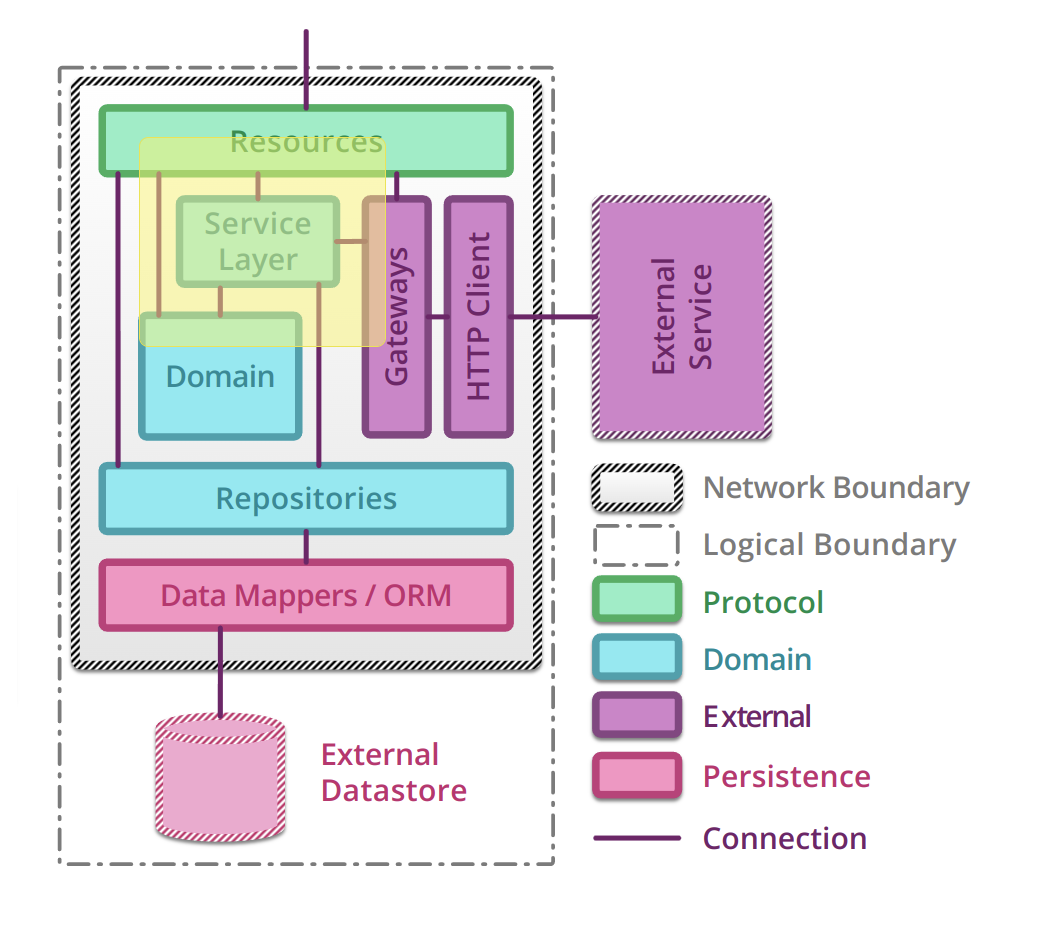 Resources
Service
Layer
Gateways
HTTP Client
External
Service
Domain
Repositories
Data Mappers / ORM
External
Datastore
Network Boundary
Logical Boundary
Protocol
Domain
External
Persistence
Connection